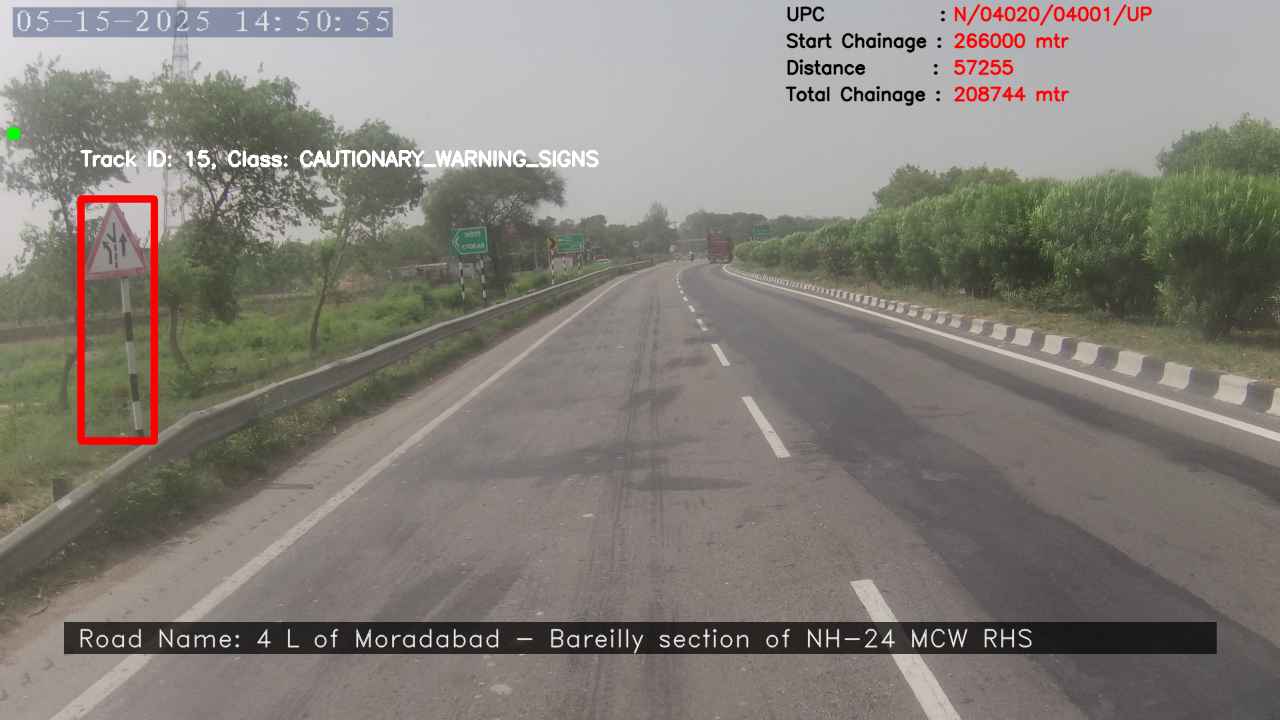 05-15-2025 14:50:55
UPC : N/04020/04001/UP
Start Chainage : 266000 mtr
Distance : 57255
Total Chainage : 208744 mtr
Track ID: 15, Class: CAUTIONARY_WARNING_SIGNS
Road Name: 4 L of Moradabad - Bareilly section of NH-24 MCW RHS